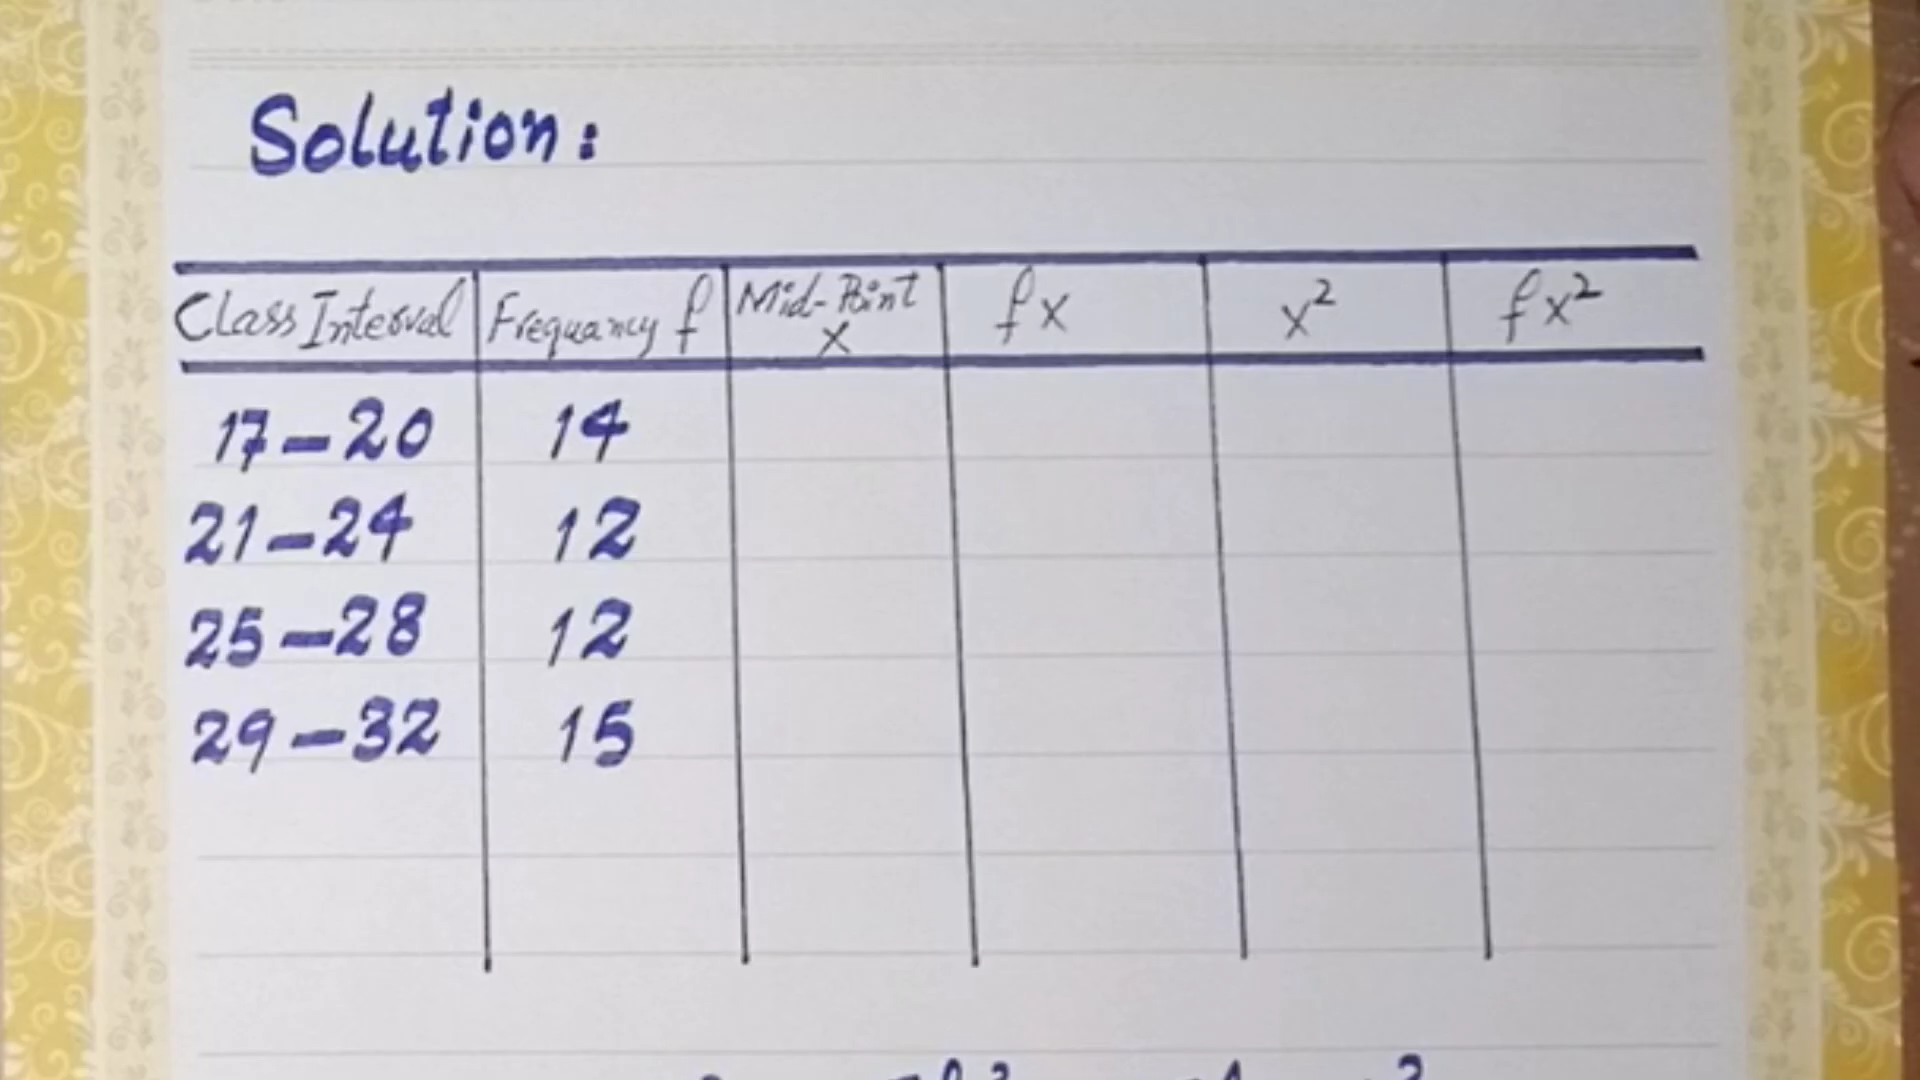 Solution:
Class Interval Frequancy f Mid-Point x fx x² fx²
17-20 14
21-24 12
25-28 12
29-32 15